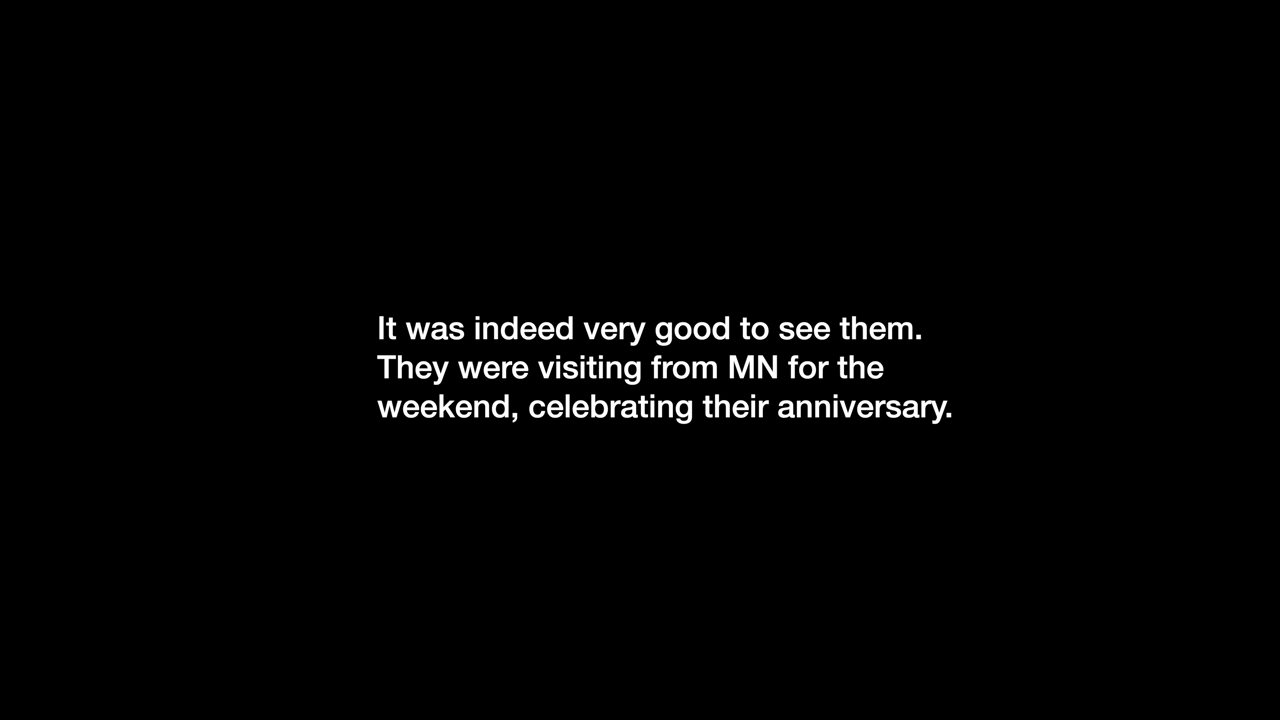 It was indeed very good to see them.
They were visiting from MN for the
weekend, celebrating their anniversary.